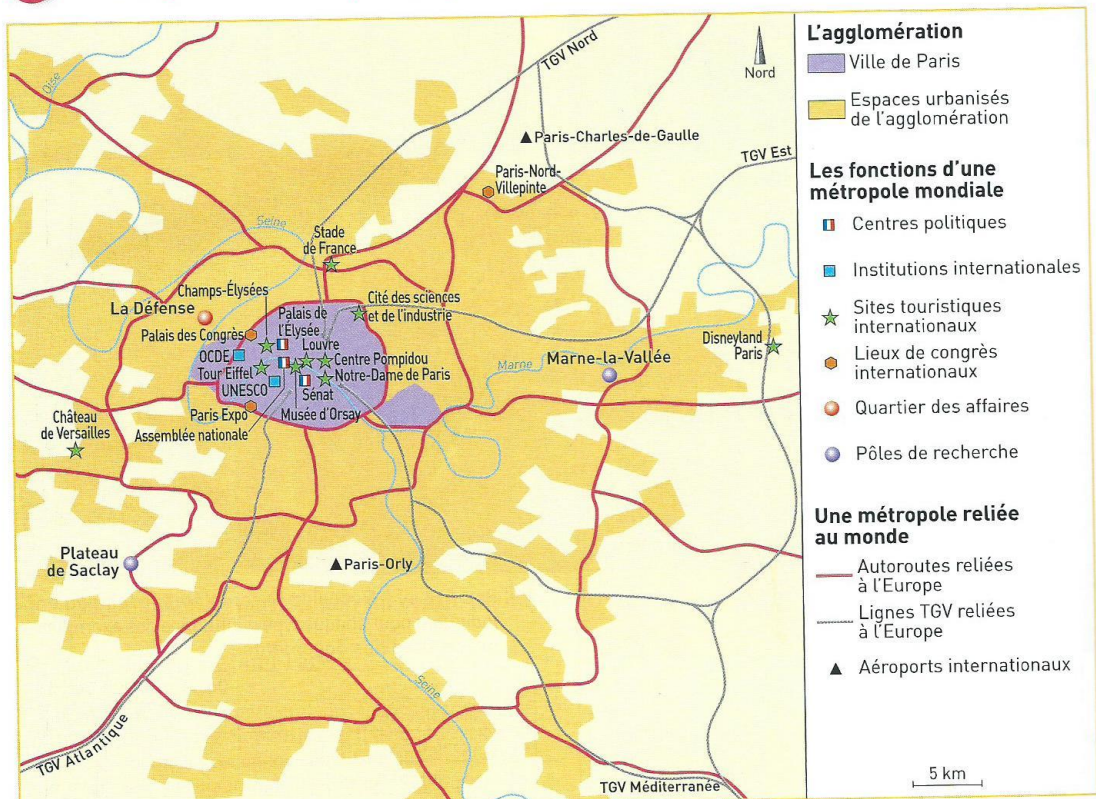 TGV Nord
Nord
Oise
Paris-Charles-de-Gaulle
TGV Est
Paris-Nord-
Villepinte
Seine
Stade
de France
Champs-Élysées
Cité des sciences
et de l'industrie
La Défense
Palais de
l'Élysée
Palais des Congrès
Louvre
Disneyland
Paris
OCDE
Centre Pompidou
Marne
Marne-la-Vallée
Tour Eiffel
Notre-Dame de Paris
UNESCO
Sénat
Château
de Versailles
Paris Expo
Musée d'Orsay
Assemblée nationale
Plateau
de Saclay
Paris-Orly
Seine
TGV Atlantique
TGV Méditerranée
L'agglomération
Ville de Paris
Espaces urbanisés
de l'agglomération
Les fonctions d'une
métropole mondiale
Centres politiques
Institutions internationales
Sites touristiques
internationaux
Lieux de congrès
internationaux
Quartier des affaires
Pôles de recherche
Une métropole reliée
au monde
Autoroutes reliées
à l'Europe
Lignes TGV reliées
à l'Europe
Aéroports internationaux
5 km